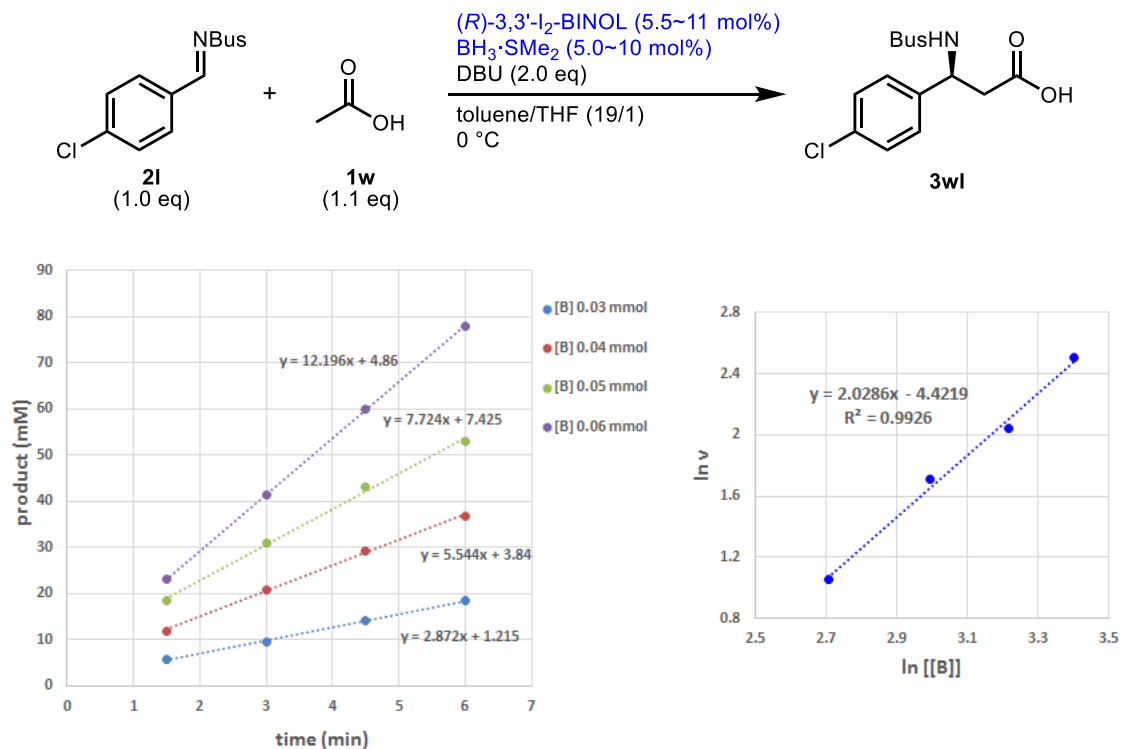 NBus
Cl
2l
(1.0 eq)
+
O
OH
1w
(1.1 eq)
(R)-3,3'-I2-BINOL (5.5~11 mol%)
BH3·SMe2 (5.0~10 mol%)
DBU (2.0 eq)
toluene/THF (19/1)
0 °C
BusHN
O
OH
Cl
3wl
90
80
70
60
50
40
30
20
10
0
product (mM)
0 1 2 3 4 5 6 7
time (min)
y = 12.196x + 4.86
y = 7.724x + 7.425
y = 5.544x + 3.84
y = 2.872x + 1.215
[B] 0.03 mmol
[B] 0.04 mmol
[B] 0.05 mmol
[B] 0.06 mmol
2.8
2.4
2
1.6
1.2
0.8
ln v
y = 2.0286x - 4.4219
R² = 0.9926
2.5 2.7 2.9 3.1 3.3 3.5
ln [[B]]